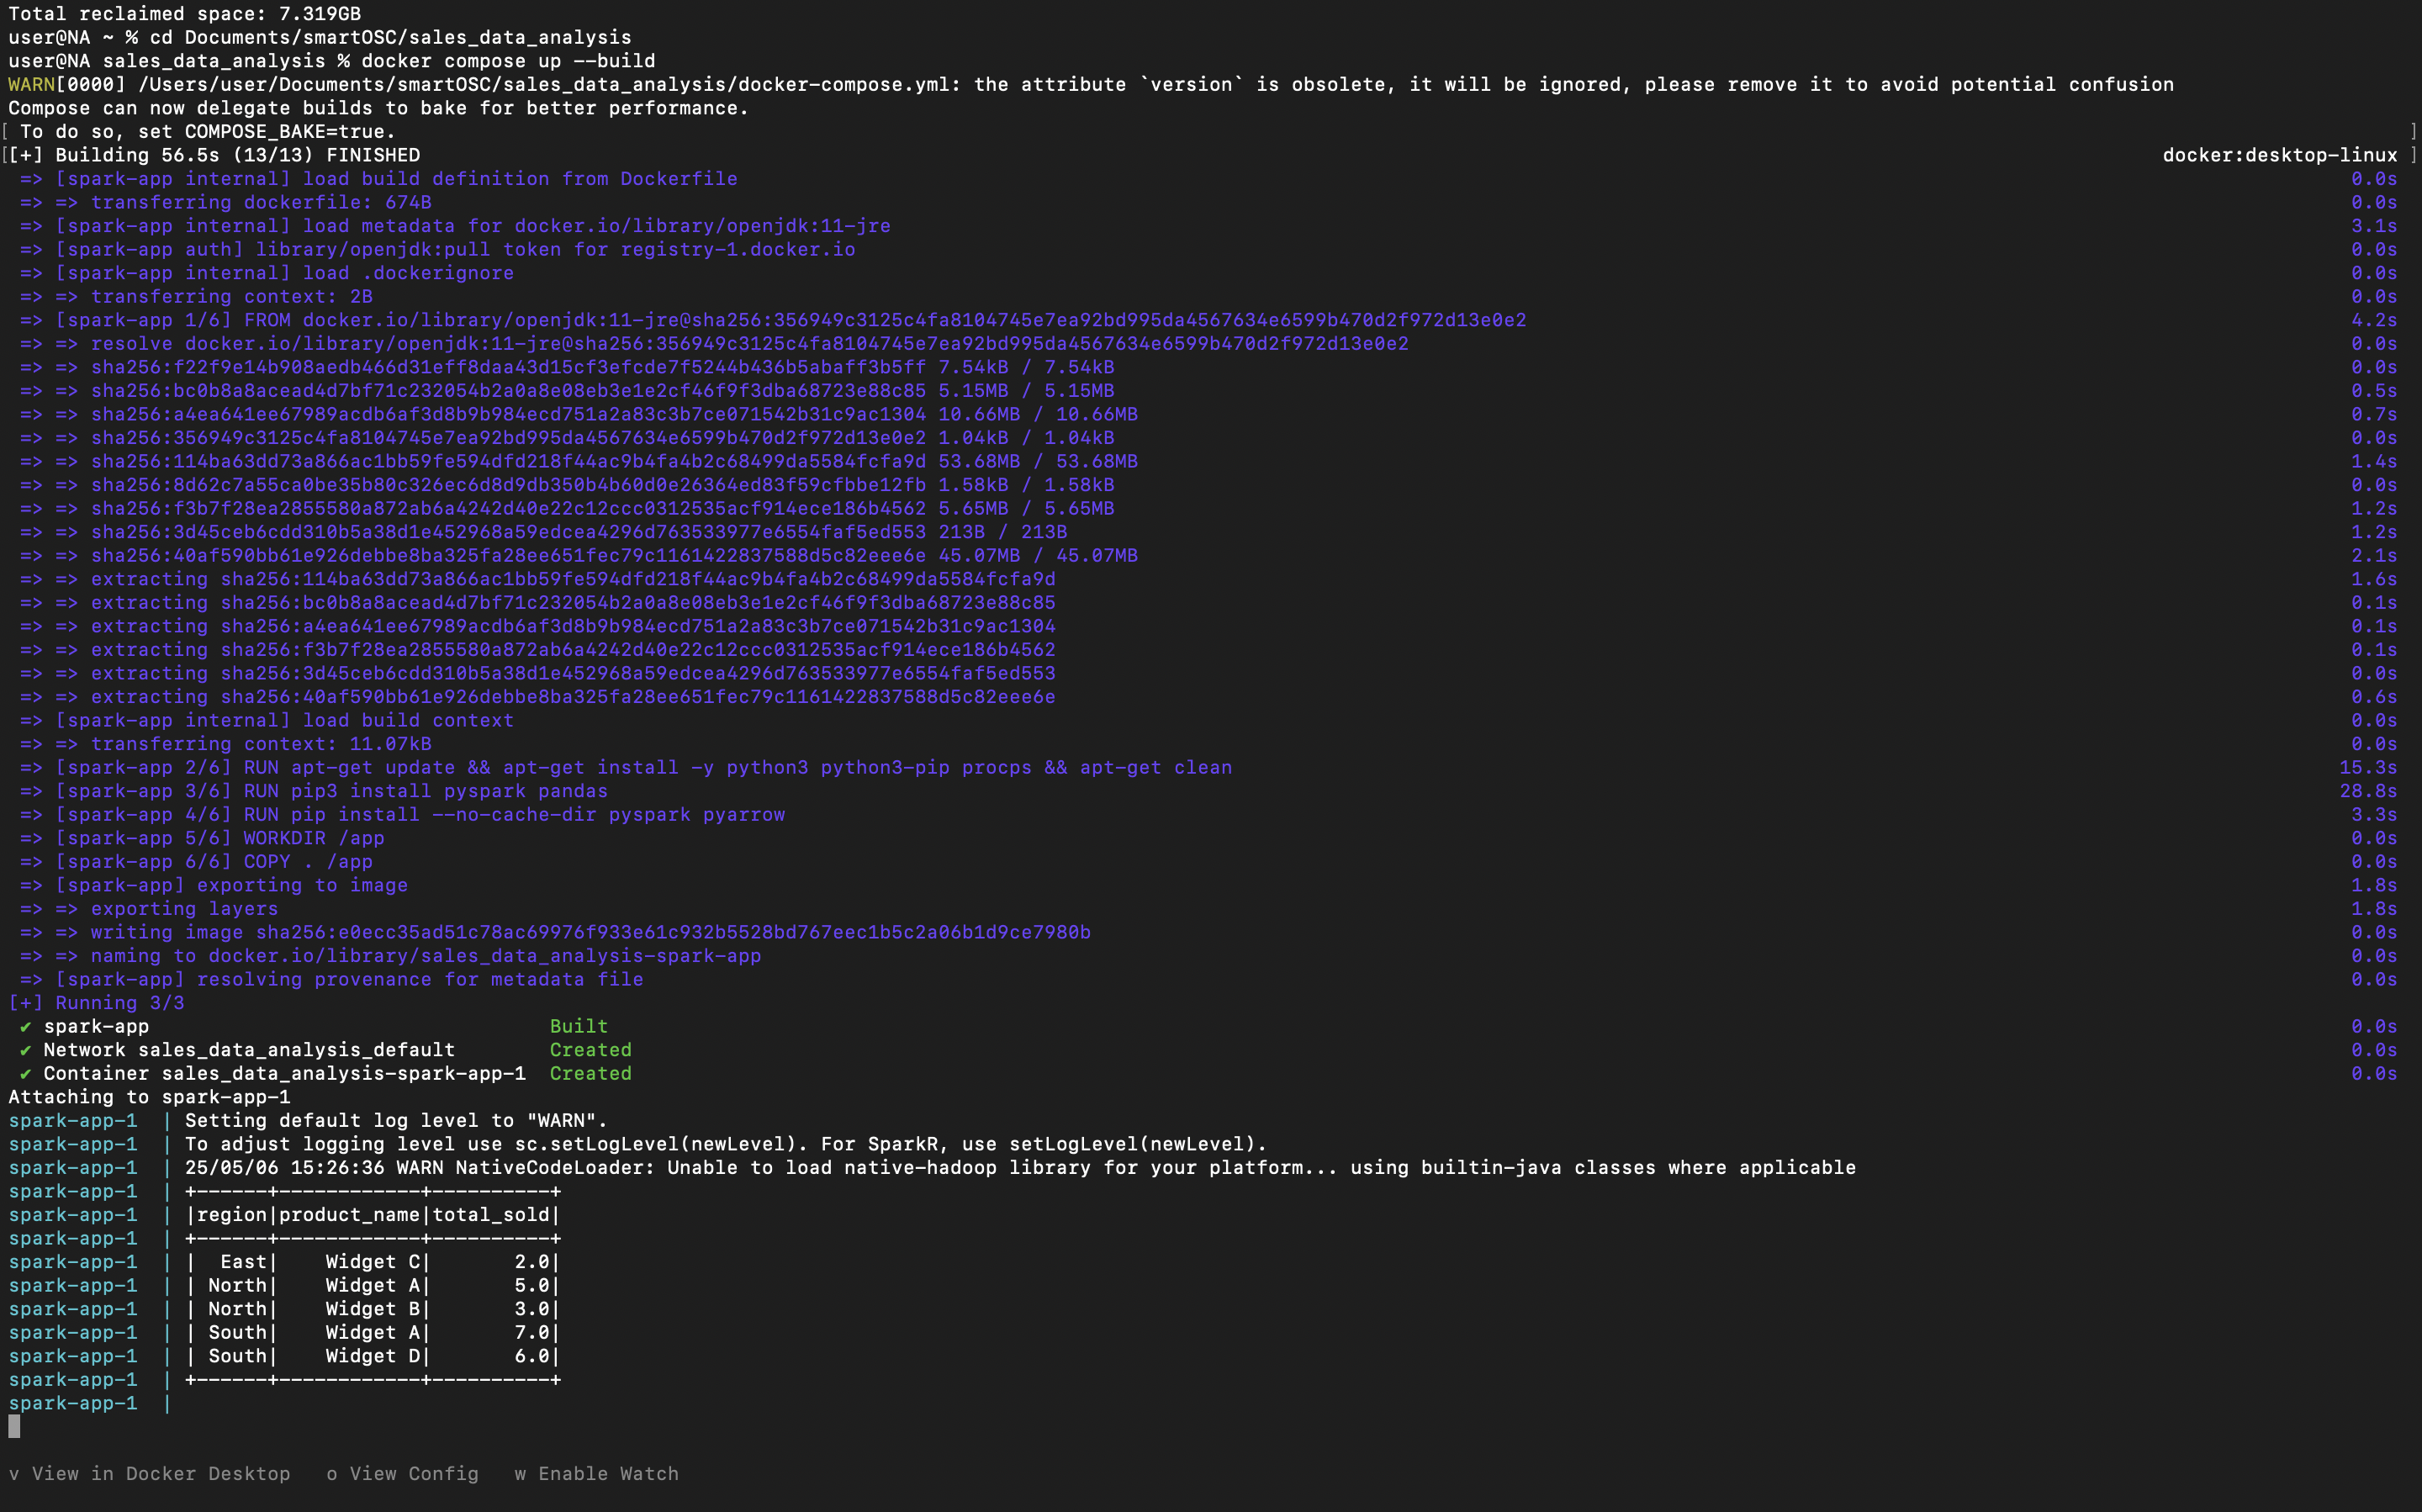 Total reclaimed space: 7.319GB
user@NA ~ % cd Documents/smartOSC/sales_data_analysis
user@NA sales_data_analysis % docker compose up --build
WARN[0000] /Users/user/Documents/smartOSC/sales_data_analysis/docker-compose.yml: the attribute `version` is obsolete, it will be ignored, please remove it to avoid potential confusion
Compose can now delegate builds to bake for better performance.
[ To do so, set COMPOSE_BAKE=true. ]
[[+] Building 56.5s (13/13) FINISHED docker:desktop-linux ]
=> [spark-app internal] load build definition from Dockerfile 0.0s
=> => transferring dockerfile: 674B 0.0s
=> [spark-app internal] load metadata for docker.io/library/openjdk:11-jre 3.1s
=> [spark-app auth] library/openjdk:pull token for registry-1.docker.io 0.0s
=> [spark-app internal] load .dockerignore 0.0s
=> => transferring context: 2B 0.0s
=> [spark-app 1/6] FROM docker.io/library/openjdk:11-jre@sha256:356949c3125c4fa8104745e7ea92bd995da4567634e6599b470d2f972d13e0e2 4.2s
=> => resolve docker.io/library/openjdk:11-jre@sha256:356949c3125c4fa8104745e7ea92bd995da4567634e6599b470d2f972d13e0e2 0.0s
=> => sha256:f22f9e14b908aedb466d31eff8daa43d15cf3efcde7f5244b436b5abaff3b5ff 7.54kB / 7.54kB 0.0s
=> => sha256:bc0b8a8acead4d7bf71c232054b2a0a8e08eb3e1e2cf46f9f3dba68723e88c85 5.15MB / 5.15MB 0.5s
=> => sha256:a4ea641ee67989acdb6af3d8b9b984ecd751a2a83c3b7ce071542b31c9ac1304 10.66MB / 10.66MB 0.7s
=> => sha256:356949c3125c4fa8104745e7ea92bd995da4567634e6599b470d2f972d13e0e2 1.04kB / 1.04kB 0.0s
=> => sha256:114ba63dd73a866ac1bb59fe594dfd218f44ac9b4fa4b2c68499da5584fcfa9d 53.68MB / 53.68MB 1.4s
=> => sha256:8d62c7a55ca0be35b80c326ec6d8d9db350b4b60d0e26364ed83f59cfbbe12fb 1.58kB / 1.58kB 0.0s
=> => sha256:f3b7f28ea2855580a872ab6a4242d40e22c12ccc0312535acf914ece186b4562 5.65MB / 5.65MB 1.2s
=> => sha256:3d45ceb6cdd310b5a38d1e452968a59edcea4296d763533977e6554faf5ed553 213B / 213B 1.2s
=> => sha256:40af590bb61e926debbe8ba325fa28ee651fec79c1161422837588d5c82eee6e 45.07MB / 45.07MB 2.1s
=> => extracting sha256:114ba63dd73a866ac1bb59fe594dfd218f44ac9b4fa4b2c68499da5584fcfa9d 1.6s
=> => extracting sha256:bc0b8a8acead4d7bf71c232054b2a0a8e08eb3e1e2cf46f9f3dba68723e88c85 0.1s
=> => extracting sha256:a4ea641ee67989acdb6af3d8b9b984ecd751a2a83c3b7ce071542b31c9ac1304 0.1s
=> => extracting sha256:f3b7f28ea2855580a872ab6a4242d40e22c12ccc0312535acf914ece186b4562 0.1s
=> => extracting sha256:3d45ceb6cdd310b5a38d1e452968a59edcea4296d763533977e6554faf5ed553 0.0s
=> => extracting sha256:40af590bb61e926debbe8ba325fa28ee651fec79c1161422837588d5c82eee6e 0.6s
=> [spark-app internal] load build context 0.0s
=> => transferring context: 11.07kB 0.0s
=> [spark-app 2/6] RUN apt-get update && apt-get install -y python3 python3-pip procps && apt-get clean 15.3s
=> [spark-app 3/6] RUN pip3 install pyspark pandas 28.8s
=> [spark-app 4/6] RUN pip install --no-cache-dir pyspark pyarrow 3.3s
=> [spark-app 5/6] WORKDIR /app 0.0s
=> [spark-app 6/6] COPY . /app 0.0s
=> [spark-app] exporting to image 1.8s
=> => exporting layers 1.8s
=> => writing image sha256:e0ecc35ad51c78ac69976f933e61c932b5528bd767eec1b5c2a06b1d9ce7980b 0.0s
=> => naming to docker.io/library/sales_data_analysis-spark-app 0.0s
=> [spark-app] resolving provenance for metadata file 0.0s
[+] Running 3/3
✔ spark-app Built 0.0s
✔ Network sales_data_analysis_default Created 0.0s
✔ Container sales_data_analysis-spark-app-1 Created 0.0s
Attaching to spark-app-1
spark-app-1 | Setting default log level to "WARN".
spark-app-1 | To adjust logging level use sc.setLogLevel(newLevel). For SparkR, use setLogLevel(newLevel).
spark-app-1 | 25/05/06 15:26:36 WARN NativeCodeLoader: Unable to load native-hadoop library for your platform... using builtin-java classes where applicable
spark-app-1 | +------+------------+----------+
spark-app-1 | |region|product_name|total_sold|
spark-app-1 | +------+------------+----------+
spark-app-1 | |  East|    Widget C|       2.0|
spark-app-1 | | North|    Widget A|       5.0|
spark-app-1 | | North|    Widget B|       3.0|
spark-app-1 | | South|    Widget A|       7.0|
spark-app-1 | | South|    Widget D|       6.0|
spark-app-1 | +------+------------+----------+
spark-app-1 |
v View in Docker Desktop o View Config w Enable Watch